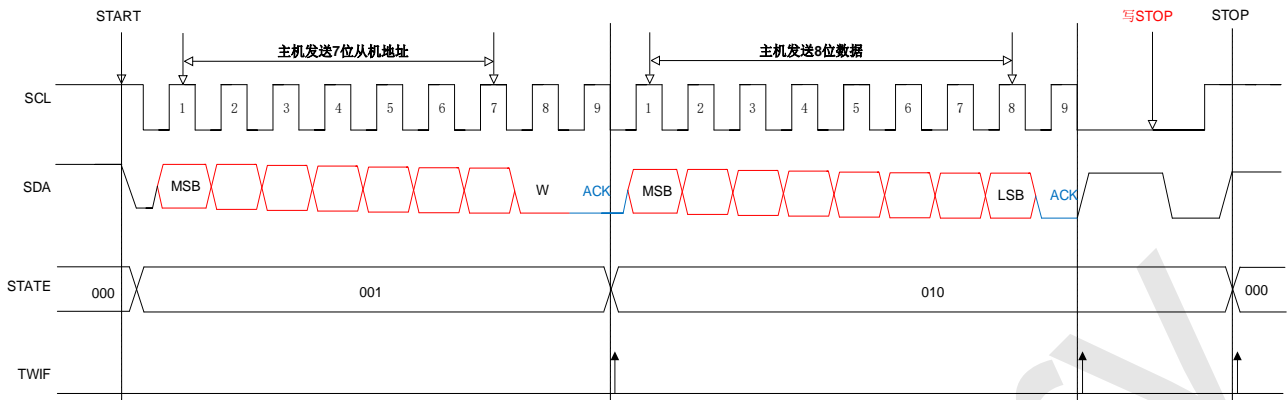 START
写STOP
STOP
主机发送7位从机地址
主机发送8位数据
SCL
1 2 3 4 5 6 7 8 9 1 2 3 4 5 6 7 8 9
SDA
MSB W ACK MSB LSB ACK
STATE
000 001 010 000
TWIF